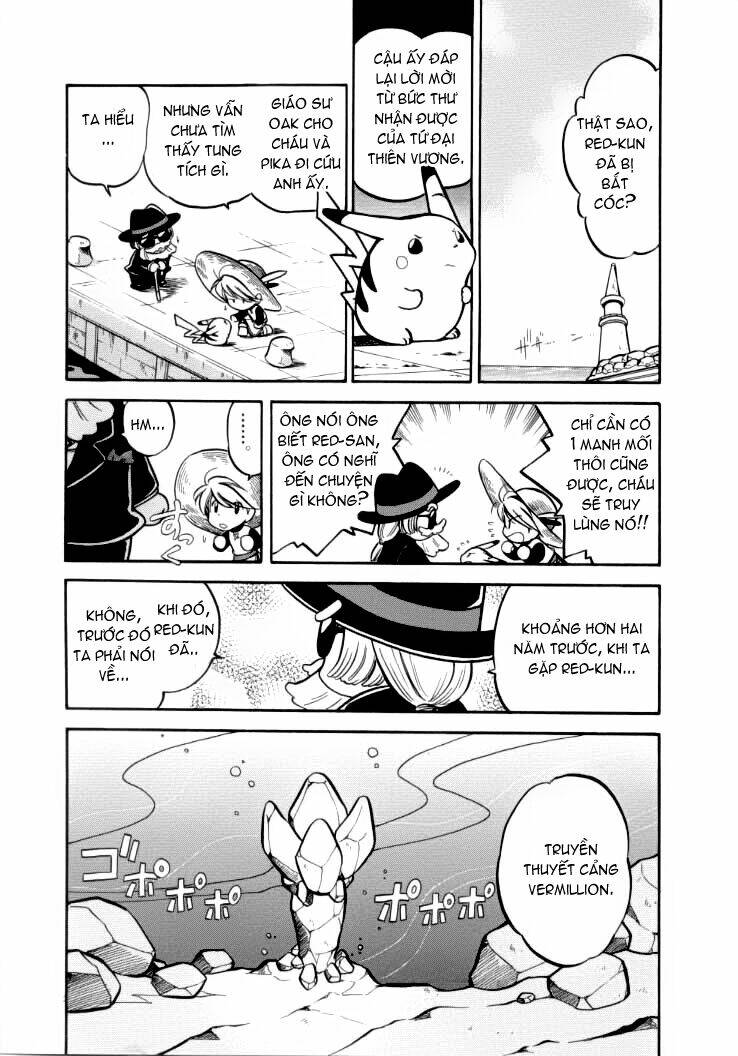 THẬT SAO,
RED-KUN
ĐÃ BỊ
BẮT
CÓC?
CẬU ẤY ĐÁP
LẠI LỜI MỜI
TỪ BỨC THƯ
NHẬN ĐƯỢC
CỦA TỨ ĐẠI
THIÊN VƯƠNG.
GIÁO SƯ
OAK CHO
CHÁU VÀ
PIKA ĐI CỨU
ANH ẤY.
NHƯNG VẪN
CHƯA TÌM
THẤY TUNG
TÍCH GÌ.
TA HIỂU
...
CHỈ CẦN CÓ
1 MANH MỐI
THÔI CŨNG
ĐƯỢC, CHÁU
SẼ TRUY
LÙNG NÓ!!
ÔNG NÓI ÔNG
BIẾT RED-SAN,
ÔNG CÓ NGHĨ
ĐẾN CHUYỆN
GÌ KHÔNG?
......
HM...
KHOẢNG HƠN HAI
NĂM TRƯỚC, KHI TA
GẶP RED-KUN...
KHI ĐÓ,
RED-KUN
ĐÃ...
KHÔNG,
TRƯỚC ĐÓ
TA PHẢI NÓI
VỀ...
TRUYỀN
THUYẾT CẢNG
VERMILLION.
ゴポポポ
ポポポ